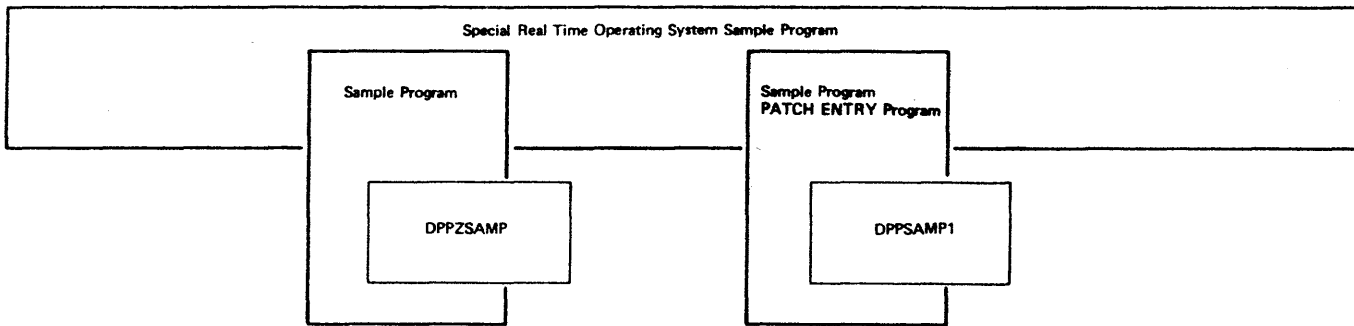 Special Real Time Operating System Sample Program
Sample Program
Sample Program
PATCH ENTRY Program
DPPZSAMP
DPPSAMP1